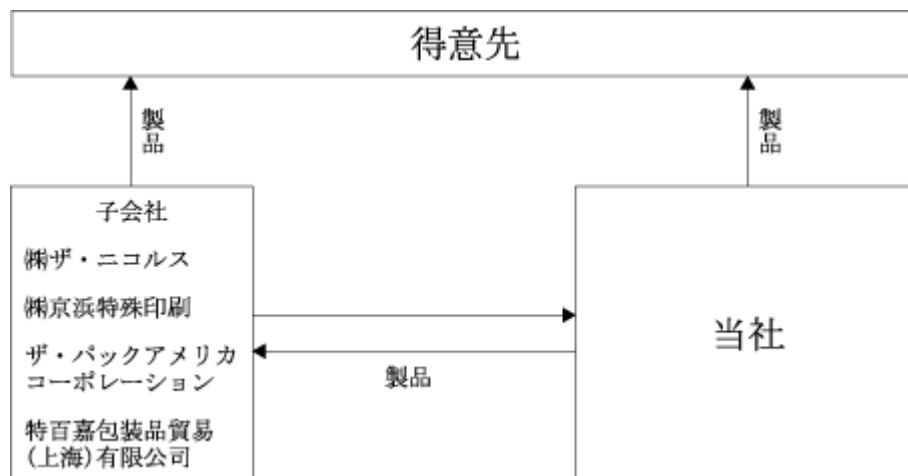 得意先
製品
製品
子会社
㈱ザ・ニコルス
㈱京浜特殊印刷
ザ・パックアメリカ
コーポレーション
特百嘉包装品貿易
(上海)有限公司
製品
当社